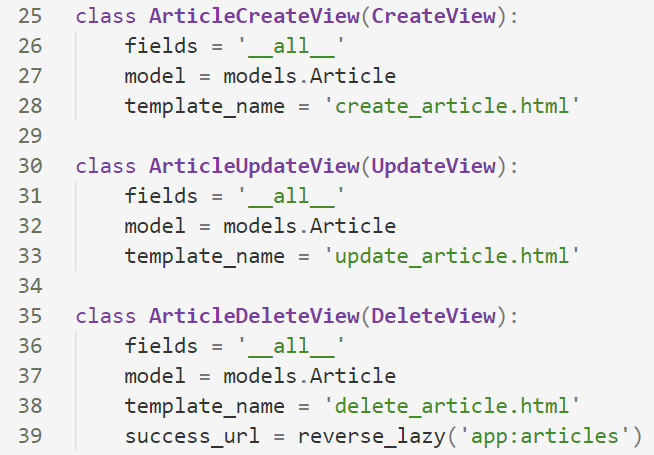 25 class ArticleCreateView(CreateView):
26     fields = '__all__'
27     model = models.Article
28     template_name = 'create_article.html'
29
30 class ArticleUpdateView(UpdateView):
31     fields = '__all__'
32     model = models.Article
33     template_name = 'update_article.html'
34
35 class ArticleDeleteView(DeleteView):
36     fields = '__all__'
37     model = models.Article
38     template_name = 'delete_article.html'
39     success_url = reverse_lazy('app:articles')